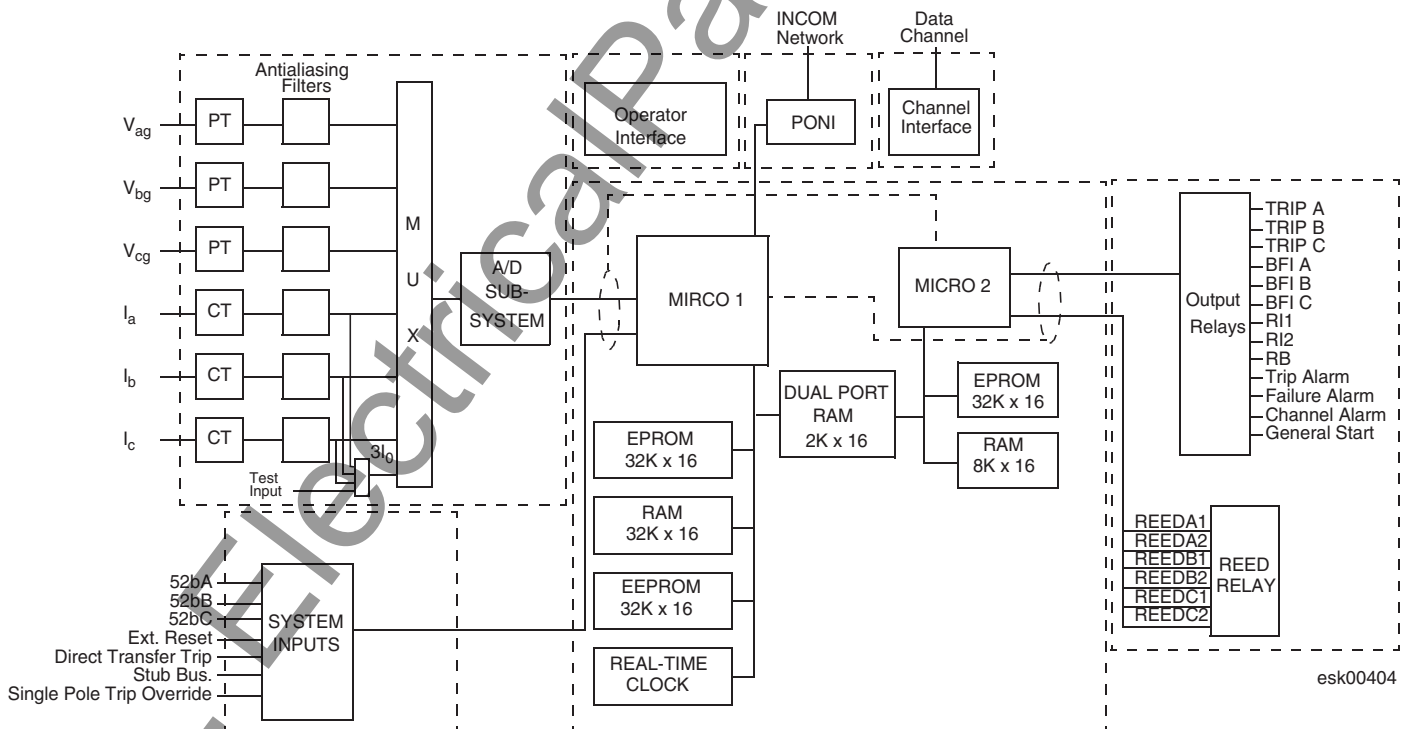 INCOM
Network
Data
Channel
Antialiasing
Filters
Vag
PT
Vbg
PT
Vcg
PT
Ia
CT
Ib
CT
Ic
CT
3I0
Test
Input
M
U
X
A/D
SUB-
SYSTEM
Operator
Interface
PONI
Channel
Interface
MIRCO 1
MICRO 2
DUAL PORT
RAM
2K x 16
EPROM
32K x 16
RAM
8K x 16
EPROM
32K x 16
RAM
32K x 16
EEPROM
32K x 16
REAL-TIME
CLOCK
Output
Relays
TRIP A
TRIP B
TRIP C
BFI A
BFI B
BFI C
RI1
RI2
RB
Trip Alarm
Failure Alarm
Channel Alarm
General Start
REEDA1
REEDA2
REEDB1
REEDB2
REEDC1
REEDC2
REED
RELAY
52bA
52bB
52bC
Ext. Reset
Direct Transfer Trip
Stub Bus.
Single Pole Trip Override
SYSTEM
INPUTS
esk00404
ElectricalPa